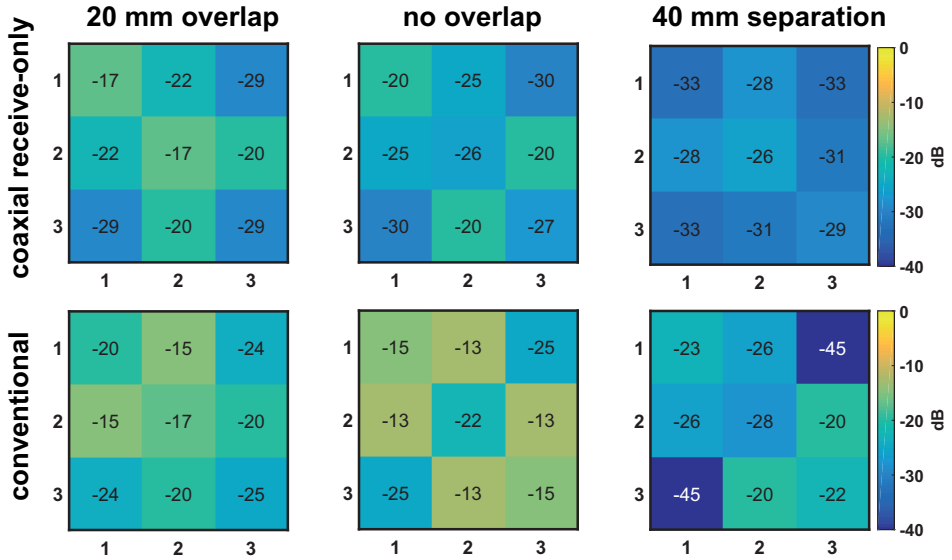 20 mm overlap no overlap 40 mm separation
coaxial receive-only
1 -17 -22 -29
2 -22 -17 -20
3 -29 -20 -29
1 2 3
1 -20 -25 -30
2 -25 -26 -20
3 -30 -20 -27
1 2 3
1 -33 -28 -33
2 -28 -26 -31
3 -33 -31 -29
1 2 3
0
-10
-20
-30
-40
dB
conventional
1 -20 -15 -24
2 -15 -17 -20
3 -24 -20 -25
1 2 3
1 -15 -13 -25
2 -13 -22 -13
3 -25 -13 -15
1 2 3
1 -23 -26 -45
2 -26 -28 -20
3 -45 -20 -22
1 2 3
0
-10
-20
-30
-40
dB